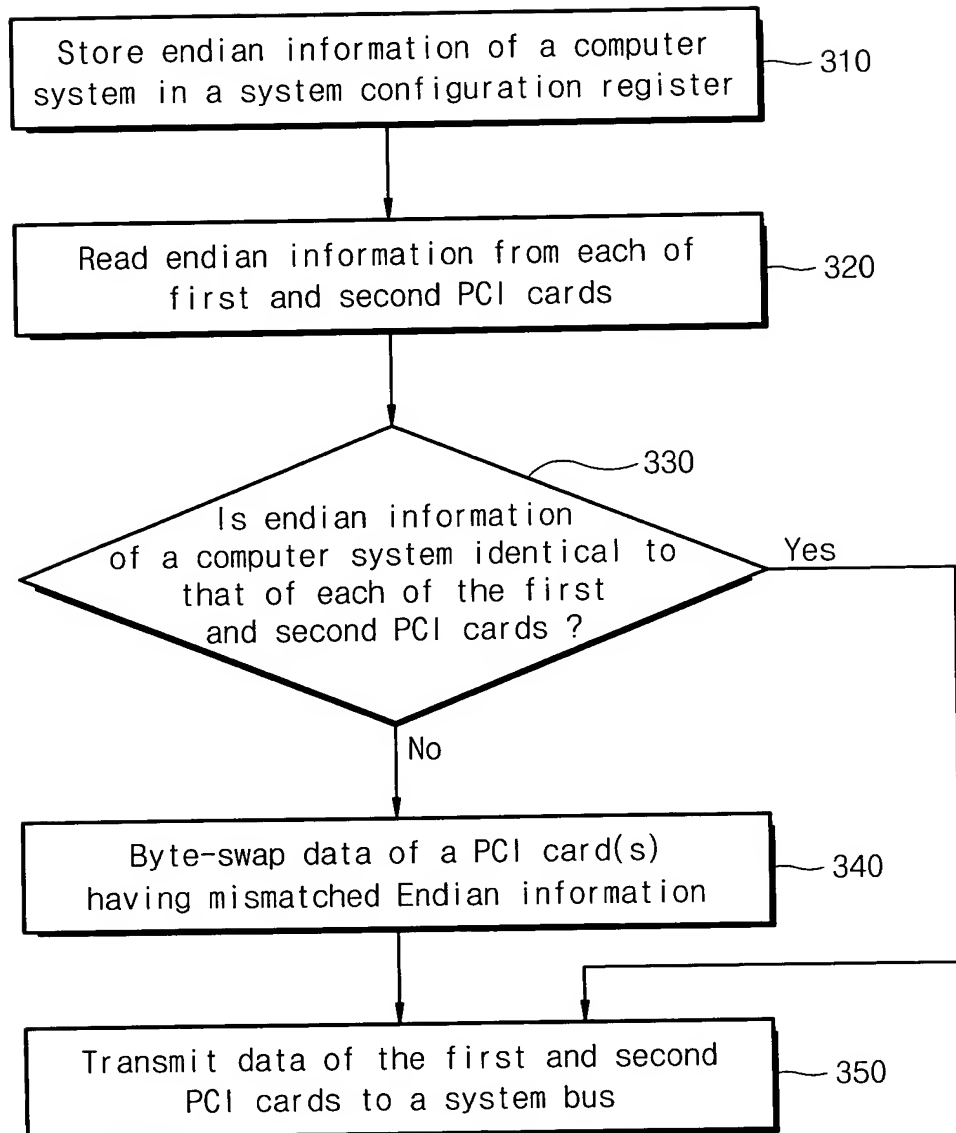 Store endian information of a computer
system in a system configuration register
310
Read endian information from each of
first and second PCI cards
320
330
Is endian information
of a computer system identical to
that of each of the first
and second PCI cards ?
Yes
No
Byte-swap data of a PCI card(s)
having mismatched Endian information
340
Transmit data of the first and second
PCI cards to a system bus
350